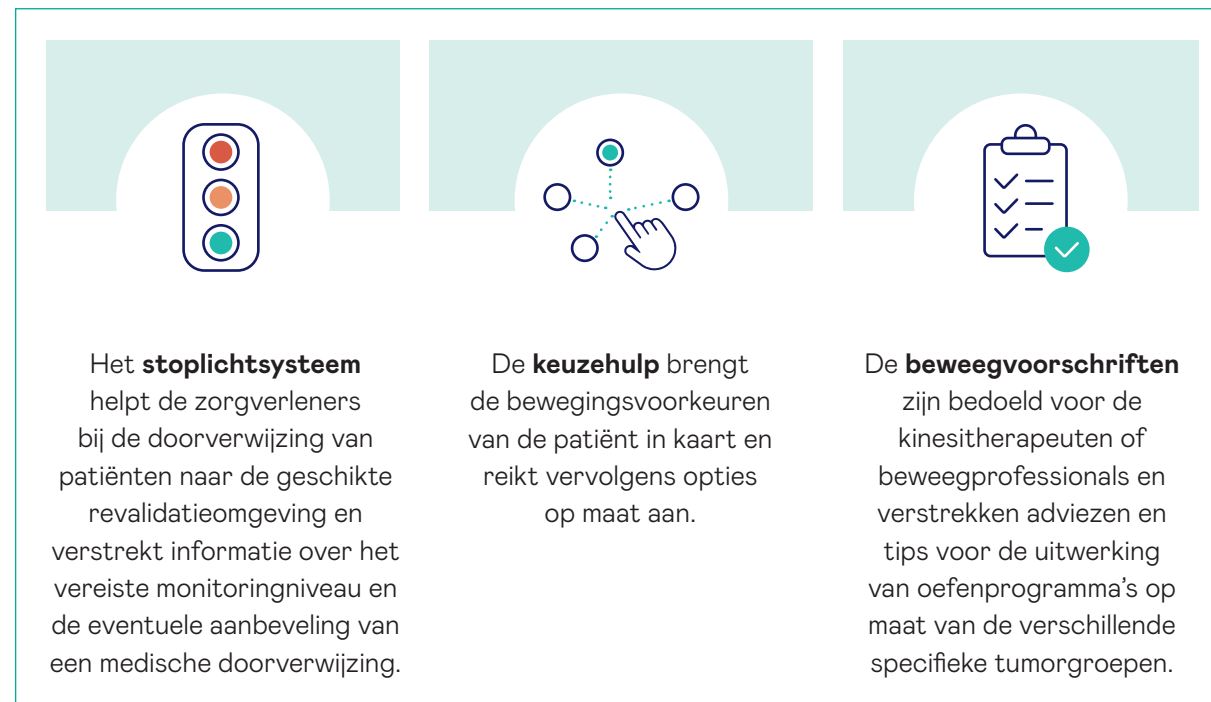 Het stoplichtsysteem
helpt de zorgverleners
bij de doorverwijzing van
patiënten naar de geschikte
revalidatieomgeving en
verstrekt informatie over het
vereiste monitoringniveau en
de eventuele aanbeveling van
een medische doorverwijzing.
De keuzehulp brengt
de bewegingsvoorkeuren
van de patiënt in kaart en
reikt vervolgens opties
op maat aan.
De beweegvoorschriften
zijn bedoeld voor de
kinesitherapeuten of
beweegprofessionals en
verstrekken adviezen en
tips voor de uitwerking
van oefenprogramma’s op
maat van de verschillende
specifieke tumorgroepen.